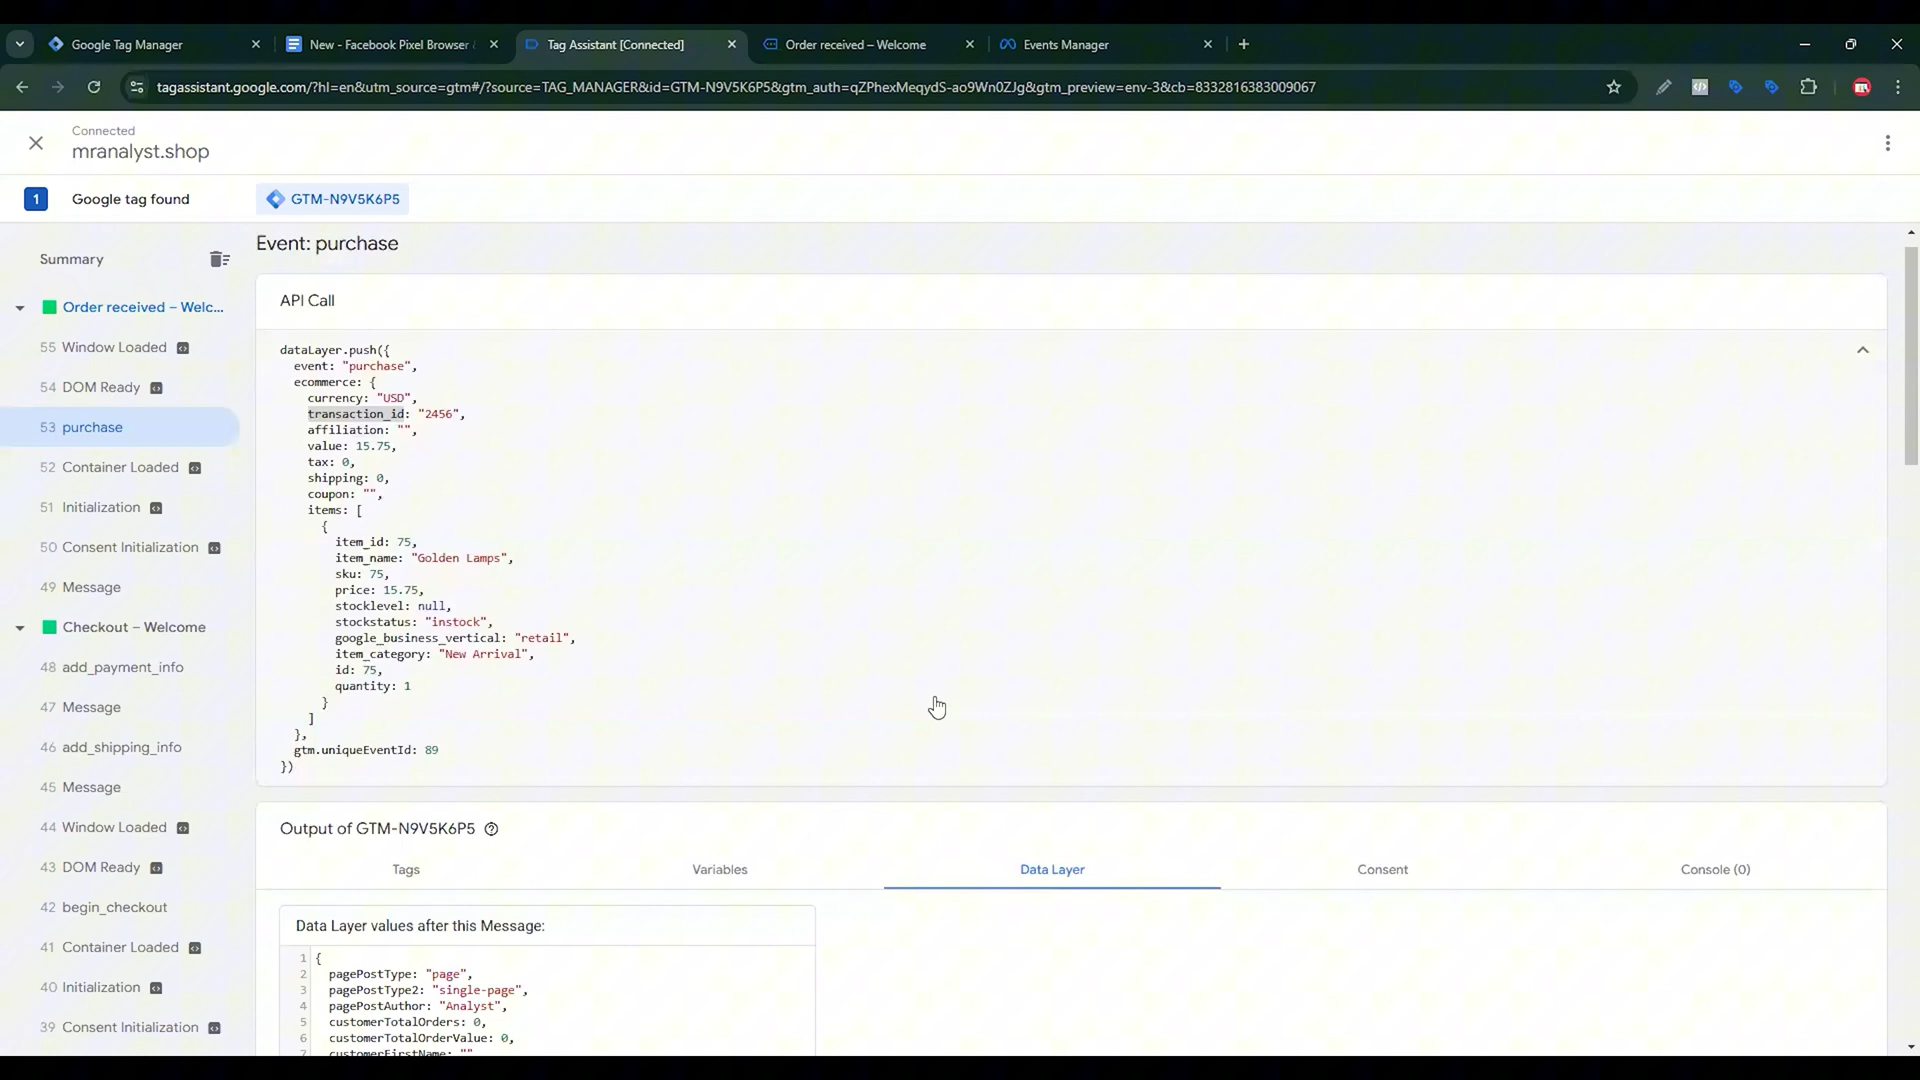 Google Tag Manager
New - Facebook Pixel Browser
Tag Assistant [Connected]
Order received – Welcome
Events Manager
tagassistant.google.com/?hl=en&utm_source=gtm#/?source=TAG_MANAGER&id=GTM-N9V5K6P5&gtm_auth=qZPhexMeqydS-ao9Wn0ZJg&gtm_preview=env-3&cb=8332816383009067
Connected
mranalyst.shop
1
Google tag found
GTM-N9V5K6P5
Summary
Order received – Welc...
55 Window Loaded
54 DOM Ready
53 purchase
52 Container Loaded
51 Initialization
50 Consent Initialization
49 Message
Checkout – Welcome
48 add_payment_info
47 Message
46 add_shipping_info
45 Message
44 Window Loaded
43 DOM Ready
42 begin_checkout
41 Container Loaded
40 Initialization
39 Consent Initialization
Event: purchase
API Call
dataLayer.push({
event: "purchase",
ecommerce: {
currency: "USD",
transaction_id: "2456",
affiliation: "",
value: 15.75,
tax: 0,
shipping: 0,
coupon: "",
items: [
{
item_id: 75,
item_name: "Golden Lamps",
sku: 75,
price: 15.75,
stocklevel: null,
stockstatus: "instock",
google_business_vertical: "retail",
item_category: "New Arrival",
id: 75,
quantity: 1
}
]
},
gtm.uniqueEventId: 89
})
Output of GTM-N9V5K6P5
Tags
Variables
Data Layer
Consent
Console (0)
Data Layer values after this Message:
1 {
2 pagePostType: "page",
3 pagePostType2: "single-page",
4 pagePostAuthor: "Analyst",
5 customerTotalOrders: 0,
6 customerTotalOrderValue: 0,
7 customerFirstName: ""